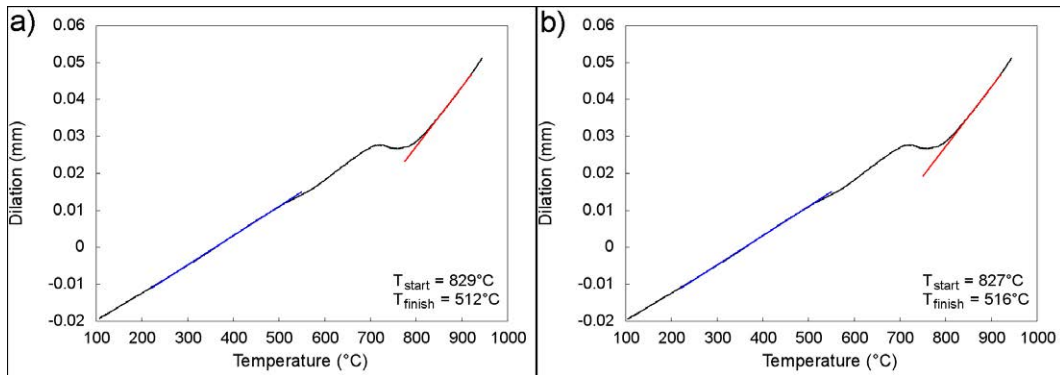 a)
0.06
0.05
0.04
0.03
0.02
0.01
0
-0.01
-0.02
Dilation (mm)
T_start = 829°C
T_finish = 512°C
100 200 300 400 500 600 700 800 900 1000
Temperature (°C)
b)
0.06
0.05
0.04
0.03
0.02
0.01
0
-0.01
-0.02
Dilation (mm)
T_start = 827°C
T_finish = 516°C
100 200 300 400 500 600 700 800 900 1000
Temperature (°C)